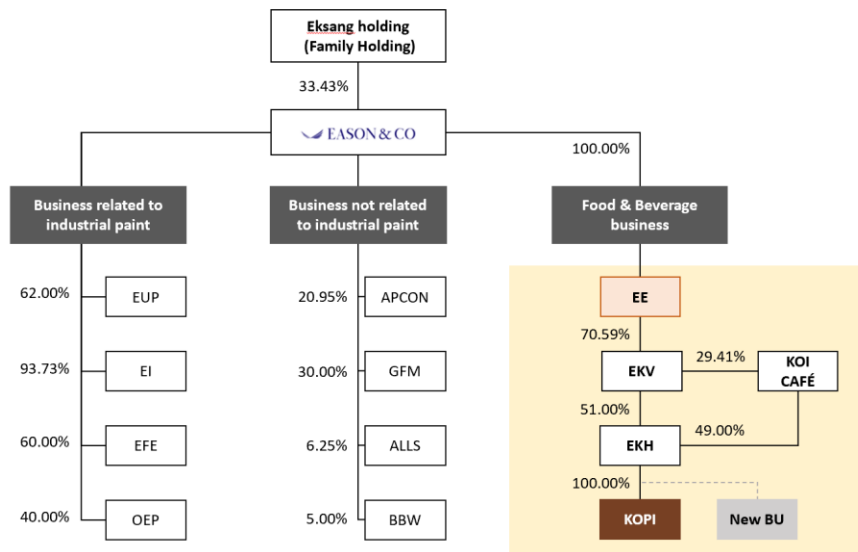 Eksang holding
(Family Holding)
33.43%
EASON & CO
100.00%
Business related to
industrial paint
Business not related
to industrial paint
Food & Beverage
business
62.00%
EUP
20.95%
APCON
EE
70.59%
93.73%
EI
30.00%
GFM
EKV
29.41%
KOI
CAFÉ
51.00%
60.00%
EFE
6.25%
ALLS
EKH
49.00%
100.00%
40.00%
OEP
5.00%
BBW
KOPI
New BU